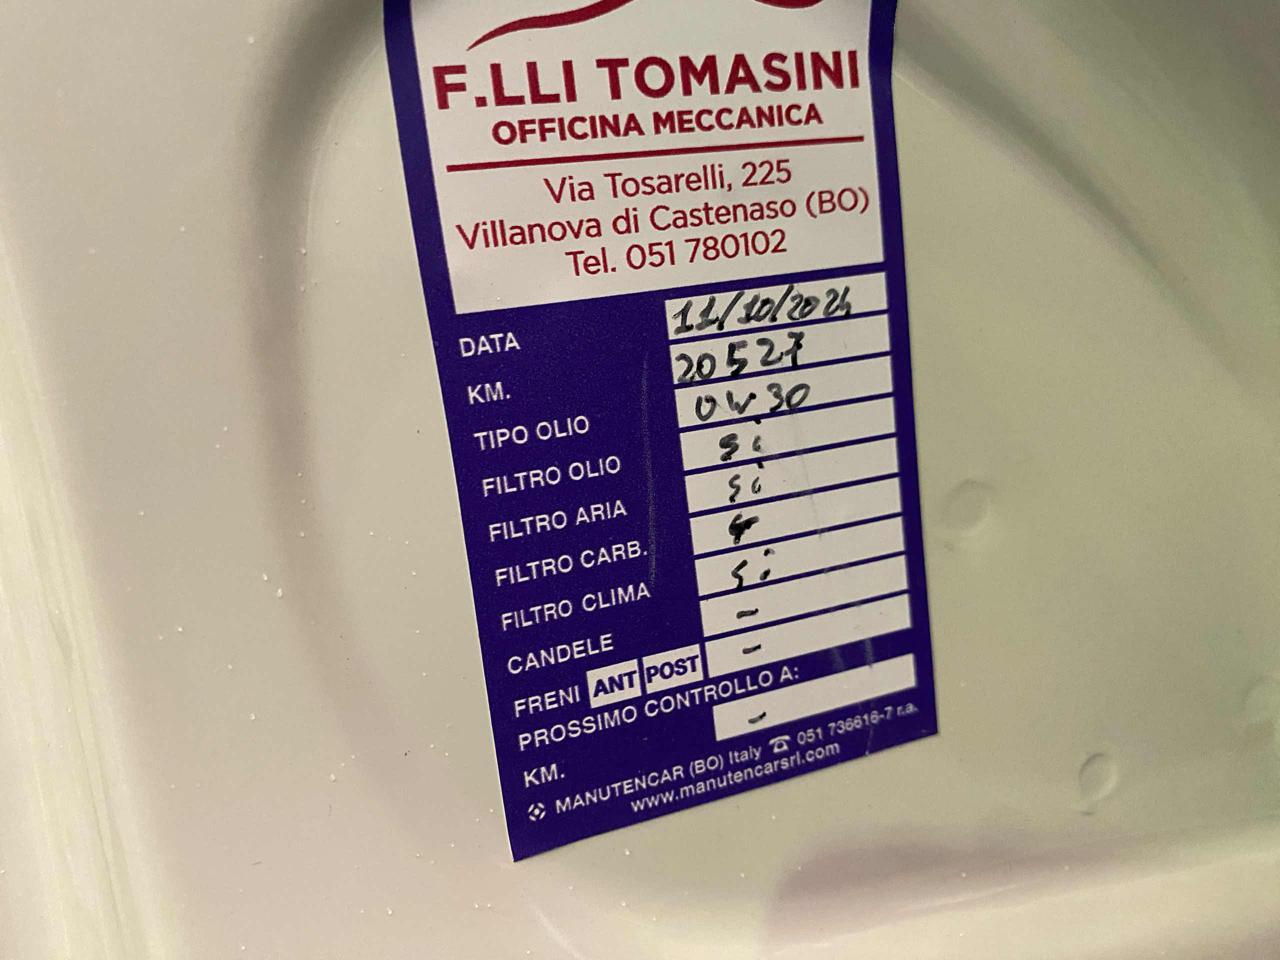 F.LLI TOMASINI
OFFICINA MECCANICA
Via Tosarelli, 225
Villanova di Castenaso (BO)
Tel. 051 780102
DATA 11/10/2024
KM. 20527
TIPO OLIO 0W30
FILTRO OLIO si
FILTRO ARIA si
FILTRO CARB.
FILTRO CLIMA si
CANDELE -
FRENI ANT POST -
PROSSIMO CONTROLLO A:
KM. -
MANUTENCAR (BO) Italy ☎ 051 736616-7 r.a.
www.manutencarsrl.com